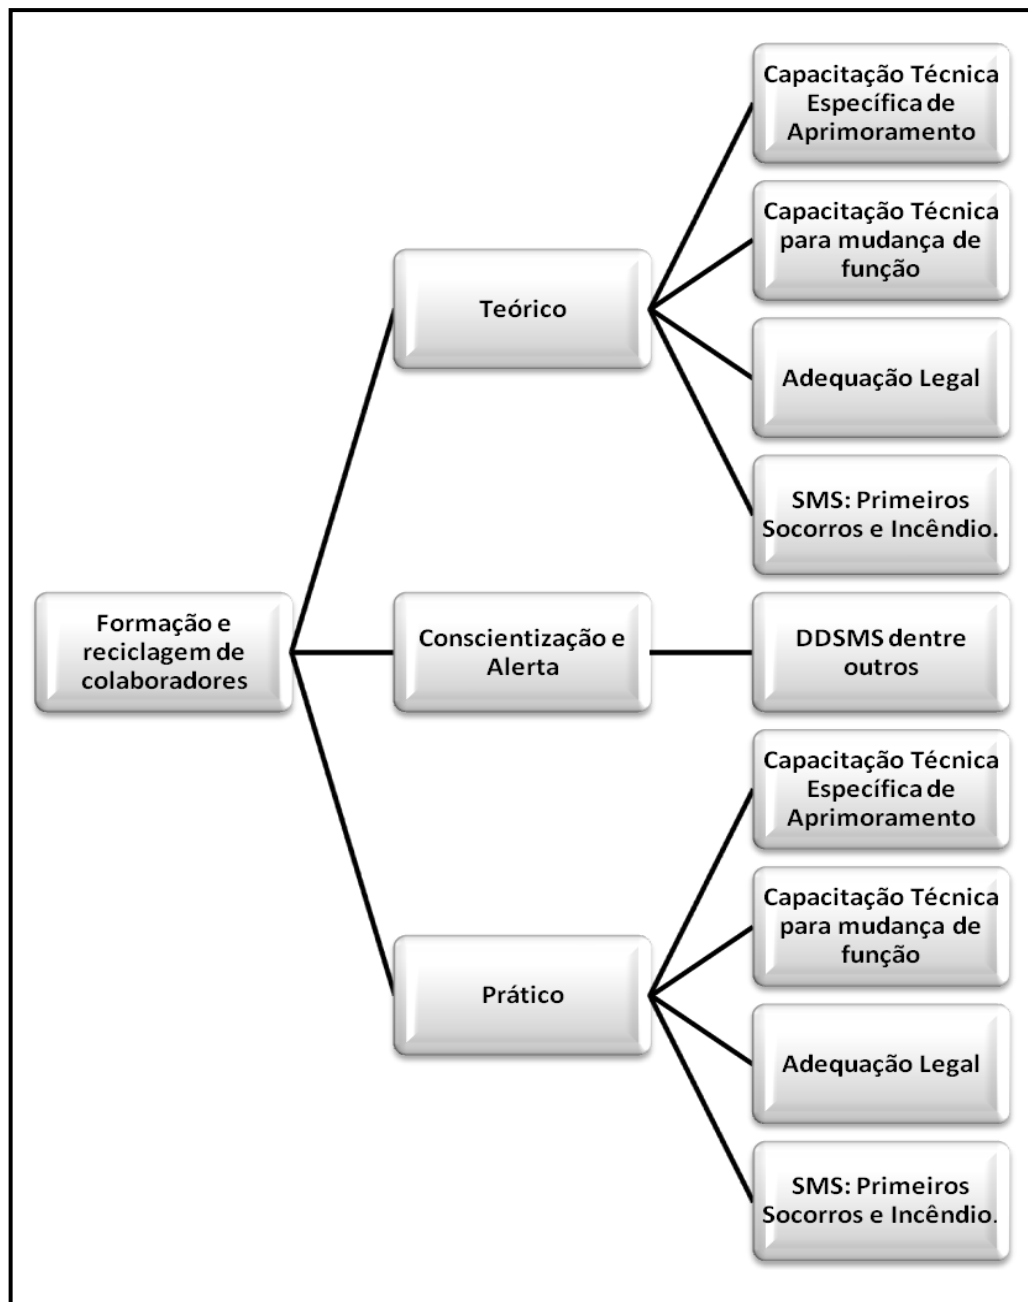 Formação e
reciclagem de
colaboradores
Teórico
Capacitação Técnica
Específica de
Aprimoramento
Capacitação Técnica
para mudança de
função
Adequação Legal
SMS: Primeiros
Socorros e Incêndio.
Conscientização e
Alerta
DDSMS dentre
outros
Prático
Capacitação Técnica
Específica de
Aprimoramento
Capacitação Técnica
para mudança de
função
Adequação Legal
SMS: Primeiros
Socorros e Incêndio.